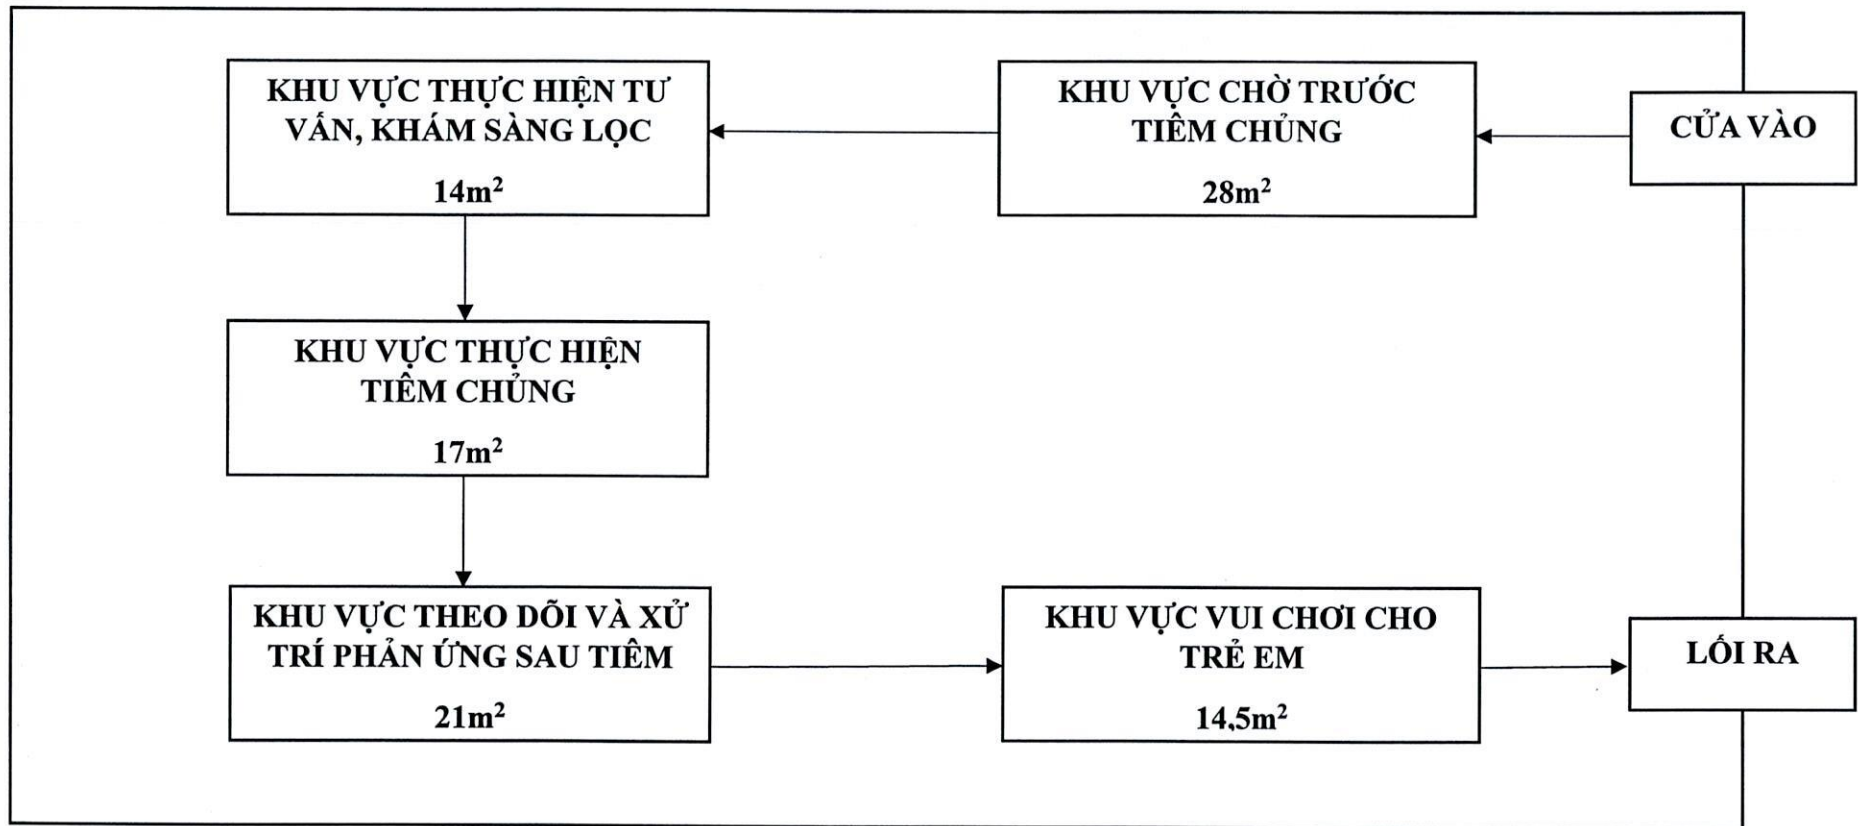 KHU VỰC THỰC HIỆN TƯ
VẤN, KHÁM SÀNG LỌC
14m²
KHU VỰC CHỜ TRƯỚC
TIÊM CHỦNG
28m²
CỬA VÀO
KHU VỰC THỰC HIỆN
TIÊM CHỦNG
17m²
KHU VỰC THEO DÕI VÀ XỬ
TRÍ PHẢN ỨNG SAU TIÊM
21m²
KHU VỰC VUI CHƠI CHO
TRẺ EM
14,5m²
LỐI RA